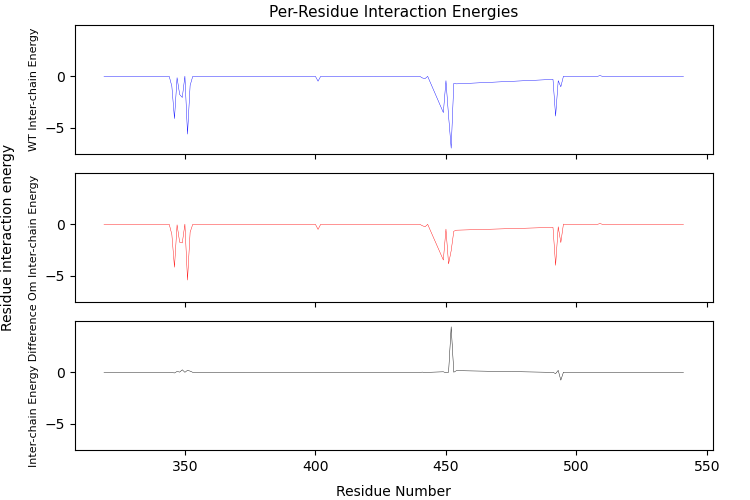 Per-Residue Interaction Energies
WT Inter-chain Energy
0
−5
Residue interaction energy
Om Inter-chain Energy
0
−5
Inter-chain Energy Difference
0
−5
350
400
450
500
550
Residue Number